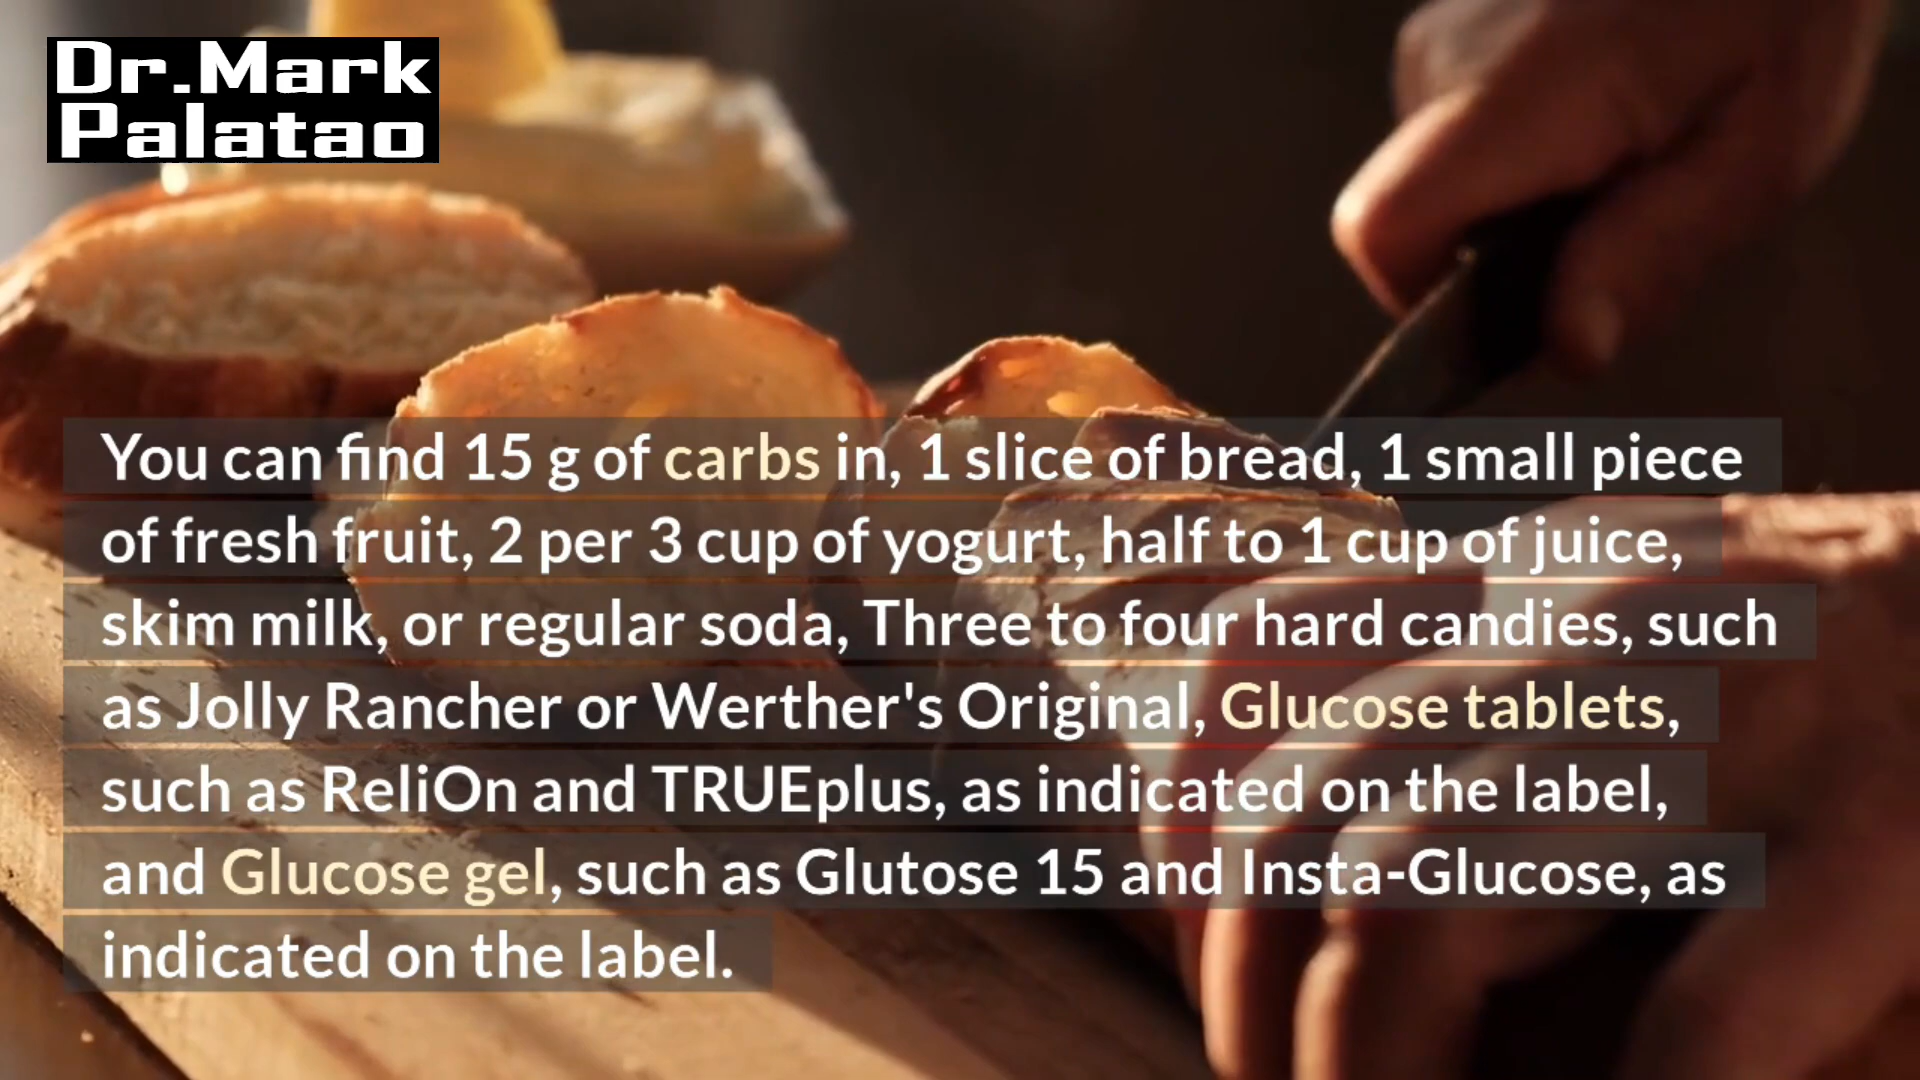 Dr.Mark
Palatao
You can find 15 g of carbs in, 1 slice of bread, 1 small piece
of fresh fruit, 2 per 3 cup of yogurt, half to 1 cup of juice,
skim milk, or regular soda, Three to four hard candies, such
as Jolly Rancher or Werther's Original, Glucose tablets,
such as ReliOn and TRUEplus, as indicated on the label,
and Glucose gel, such as Glutose 15 and Insta-Glucose, as
indicated on the label.